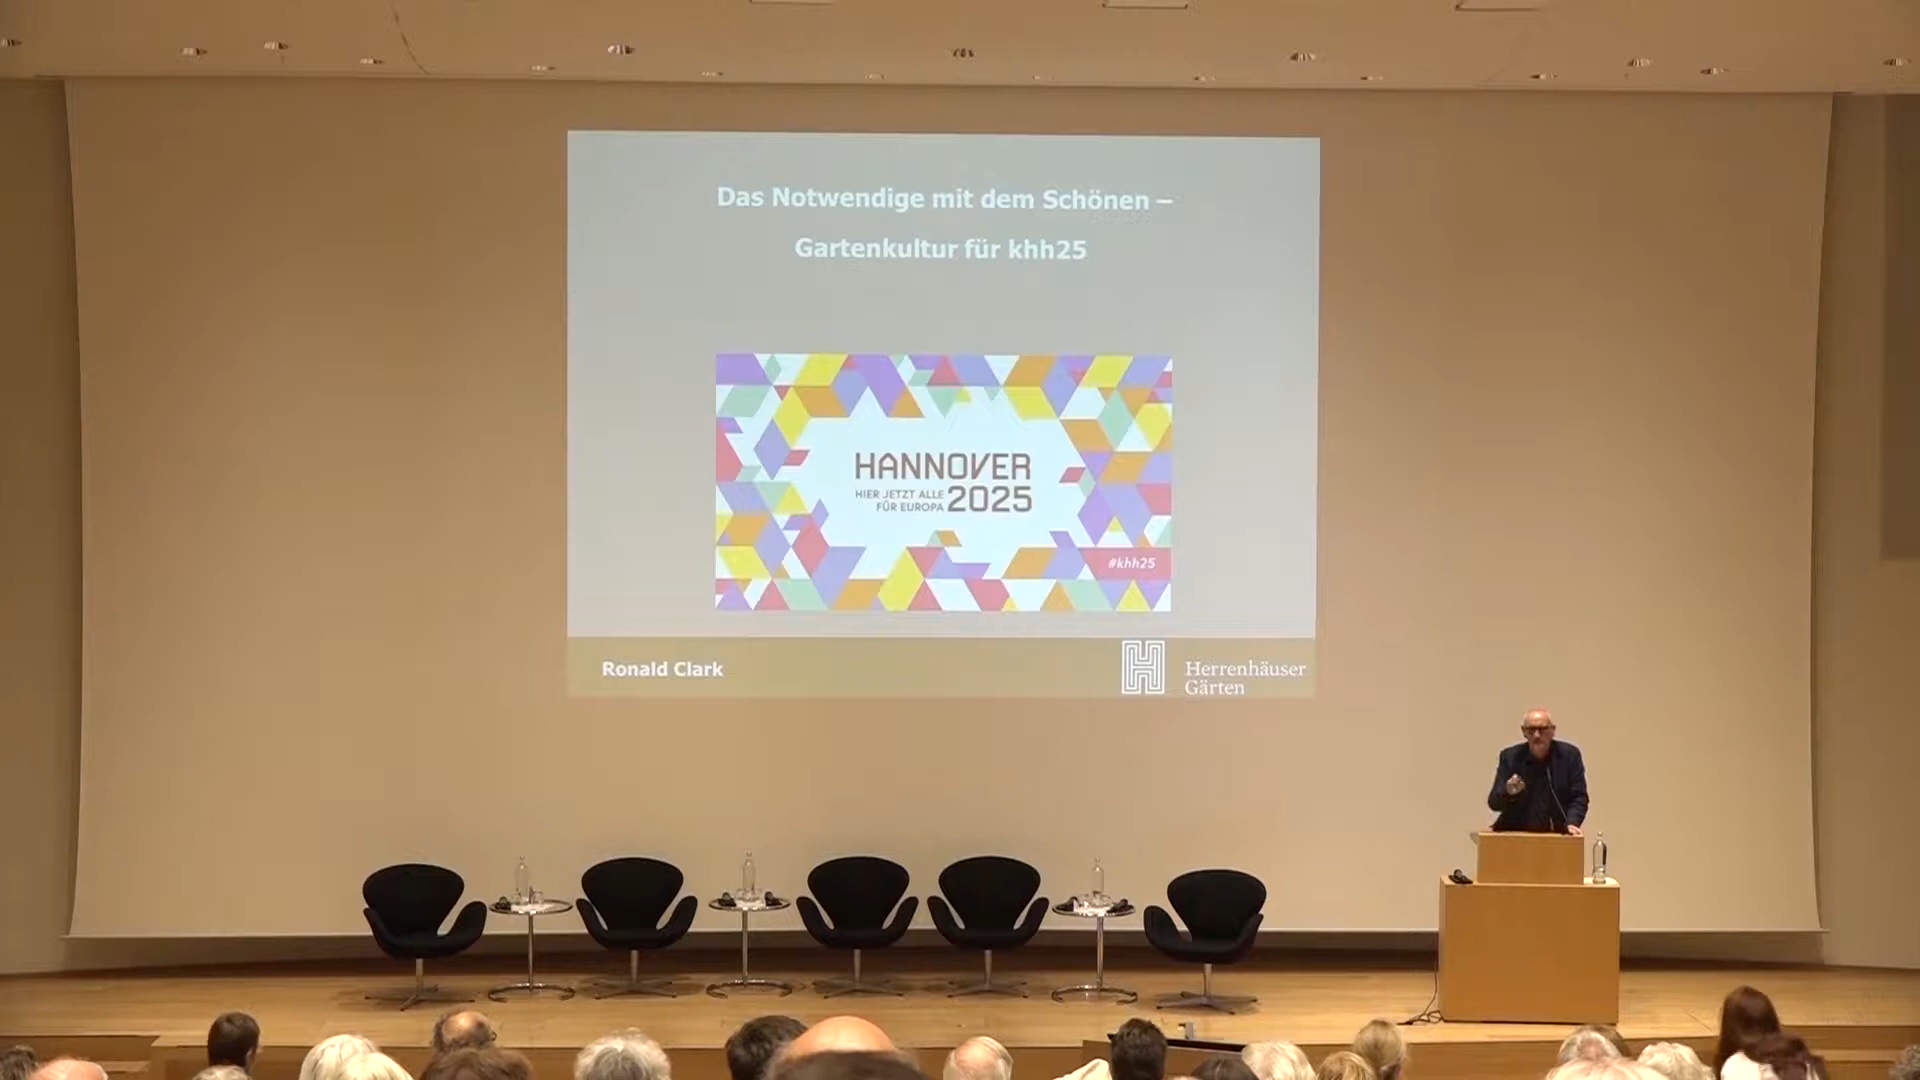 Das Notwendige mit dem Schönen –
Gartenkultur für khh25
HANNOVER
HIER JETZT ALLE
FÜR EUROPA 2025
#khh25
Ronald Clark
Herrenhäuser
Gärten